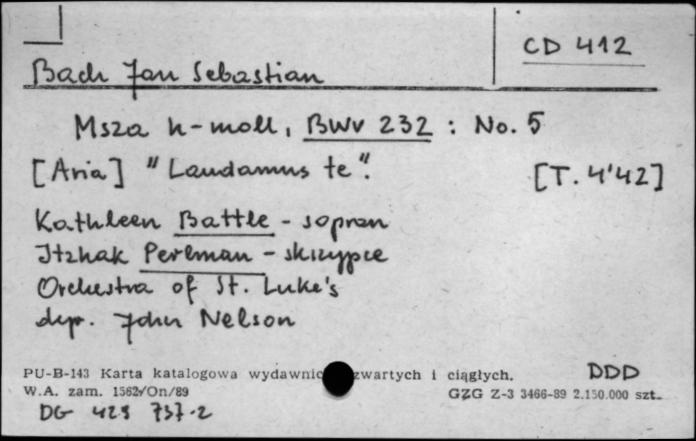 CD 412
Bach Jan Sebastian
Msza h-moll, BWV 232 : No. 5
[Aria] "Laudamus te". [T. 4'42]
Kathleen Battle - sopran
Itzhak Perlman - skrzypce
Orchestra of St. Luke's
dyr. John Nelson
PU-B-143 Karta katalogowa wydawnic zwartych i ciągłych. DDD
W.A. zam. 1562/On/89 GZG Z-3 3466-89 2.150.000 szt.
DG 429 737-2